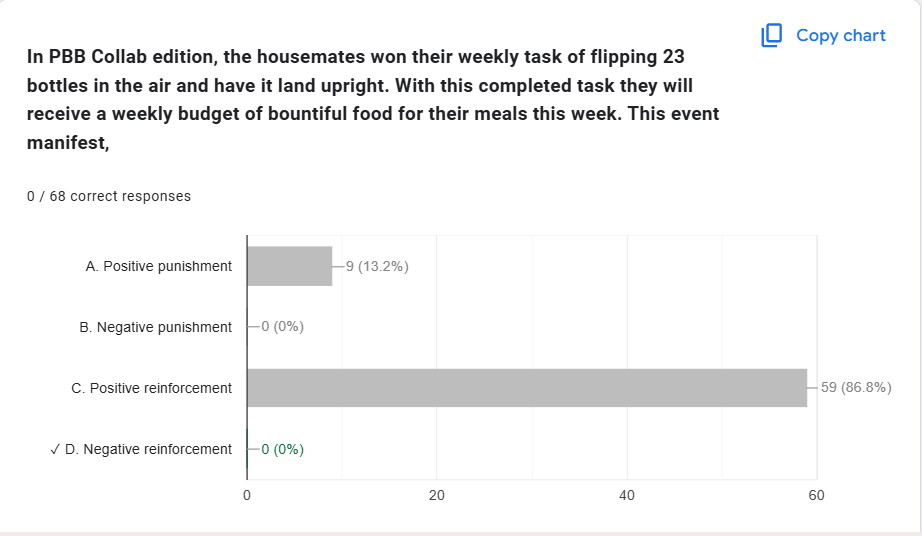 Copy chart
In PBB Collab edition, the housemates won their weekly task of flipping 23
bottles in the air and have it land upright. With this completed task they will
receive a weekly budget of bountiful food for their meals this week. This event
manifest,
0 / 68 correct responses
A. Positive punishment
9 (13.2%)
B. Negative punishment
0 (0%)
C. Positive reinforcement
59 (86.8%)
✓ D. Negative reinforcement
0 (0%)
0
20
40
60